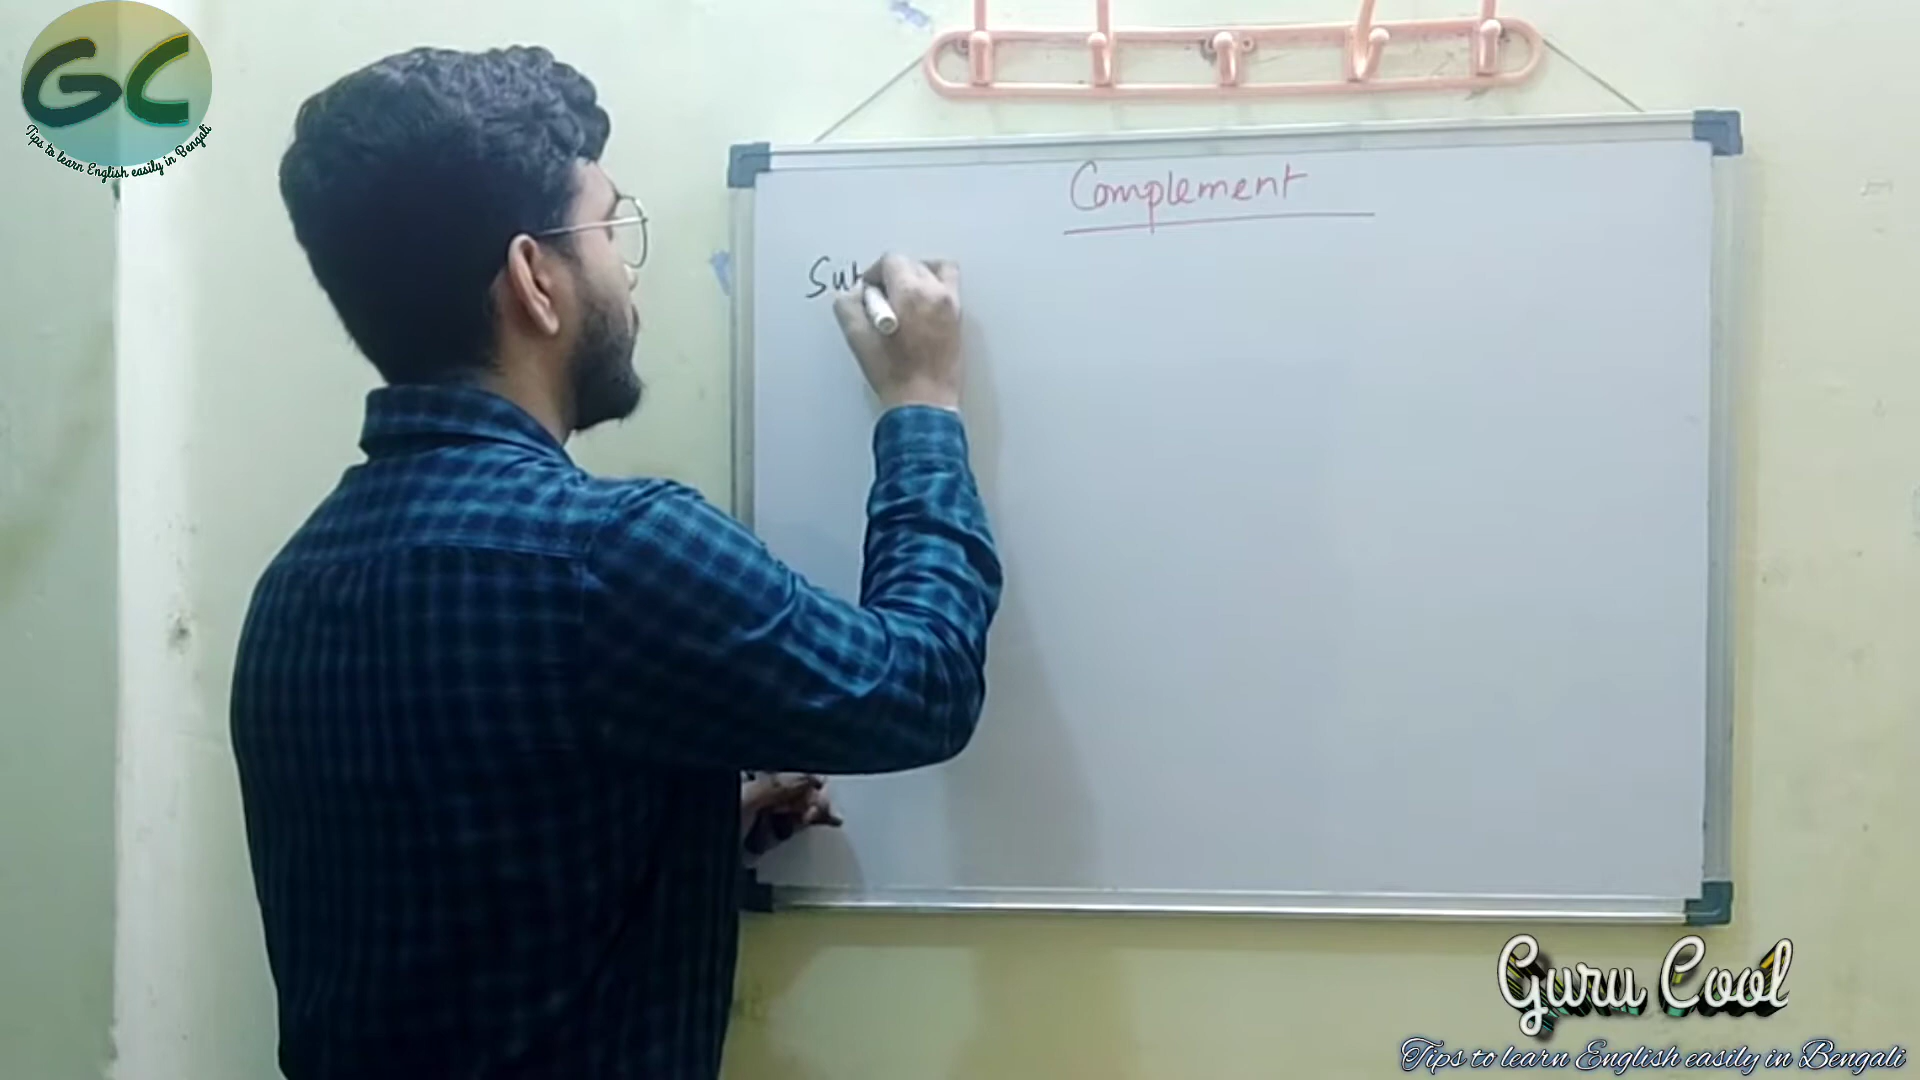 GC
Tips to learn English easily in Bengali
Complement
Guru Cool
Tips to learn English easily in Bengali